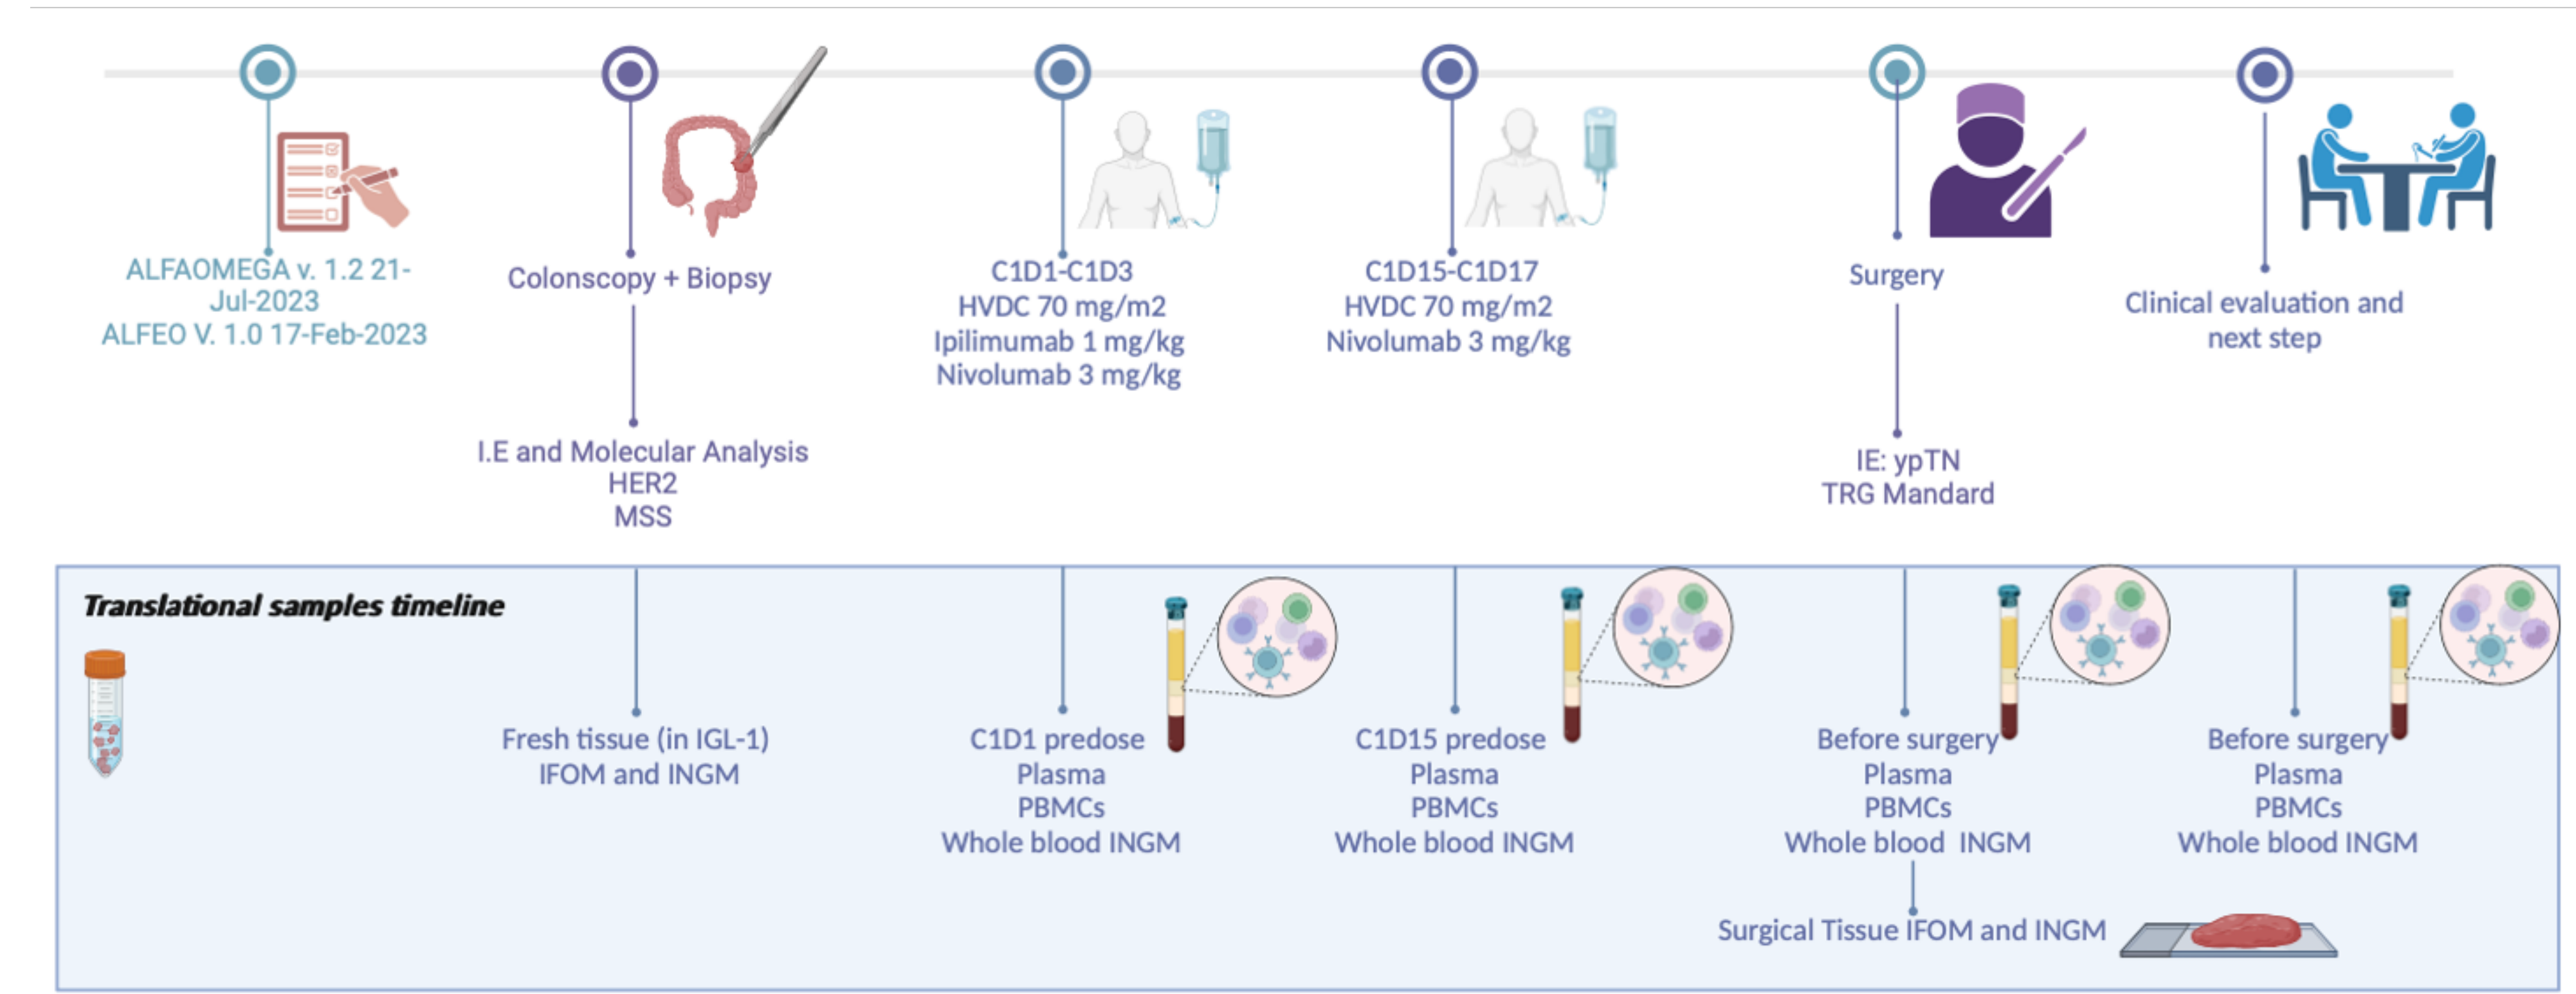 ALFAOMEGA v. 1.2 21-
Jul-2023
ALFEO V. 1.0 17-Feb-2023
Colonscopy + Biopsy
I.E and Molecular Analysis
HER2
MSS
C1D1-C1D3
HVDC 70 mg/m2
Ipilimumab 1 mg/kg
Nivolumab 3 mg/kg
C1D15-C1D17
HVDC 70 mg/m2
Nivolumab 3 mg/kg
Surgery
IE: ypTN
TRG Mandard
Clinical evaluation and
next step
Translational samples timeline
Fresh tissue (in IGL-1)
IFOM and INGM
C1D1 predose
Plasma
PBMCs
Whole blood INGM
C1D15 predose
Plasma
PBMCs
Whole blood INGM
Before surgery
Plasma
PBMCs
Whole blood INGM
Surgical Tissue IFOM and INGM
Before surgery
Plasma
PBMCs
Whole blood INGM